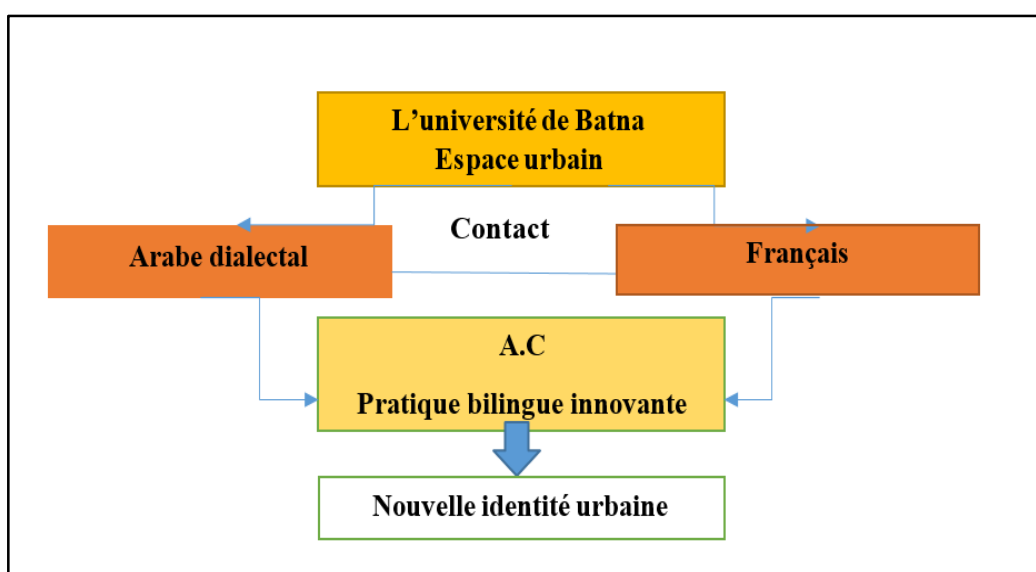 L'université de Batna
Espace urbain
Contact
Arabe dialectal
Français
A.C
Pratique bilingue innovante
Nouvelle identité urbaine